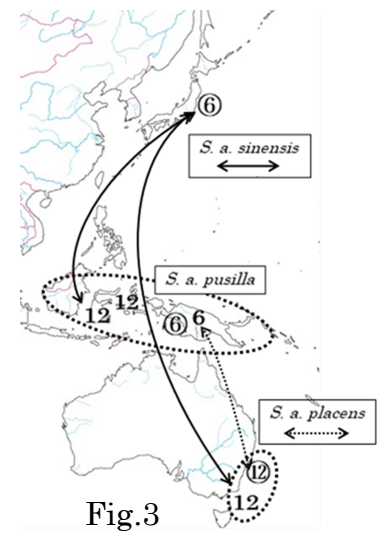 ⑥
S. a. sinensis
S. a. pusilla
12
12
⑥ 6
S. a. placens
⑫
12
Fig.3